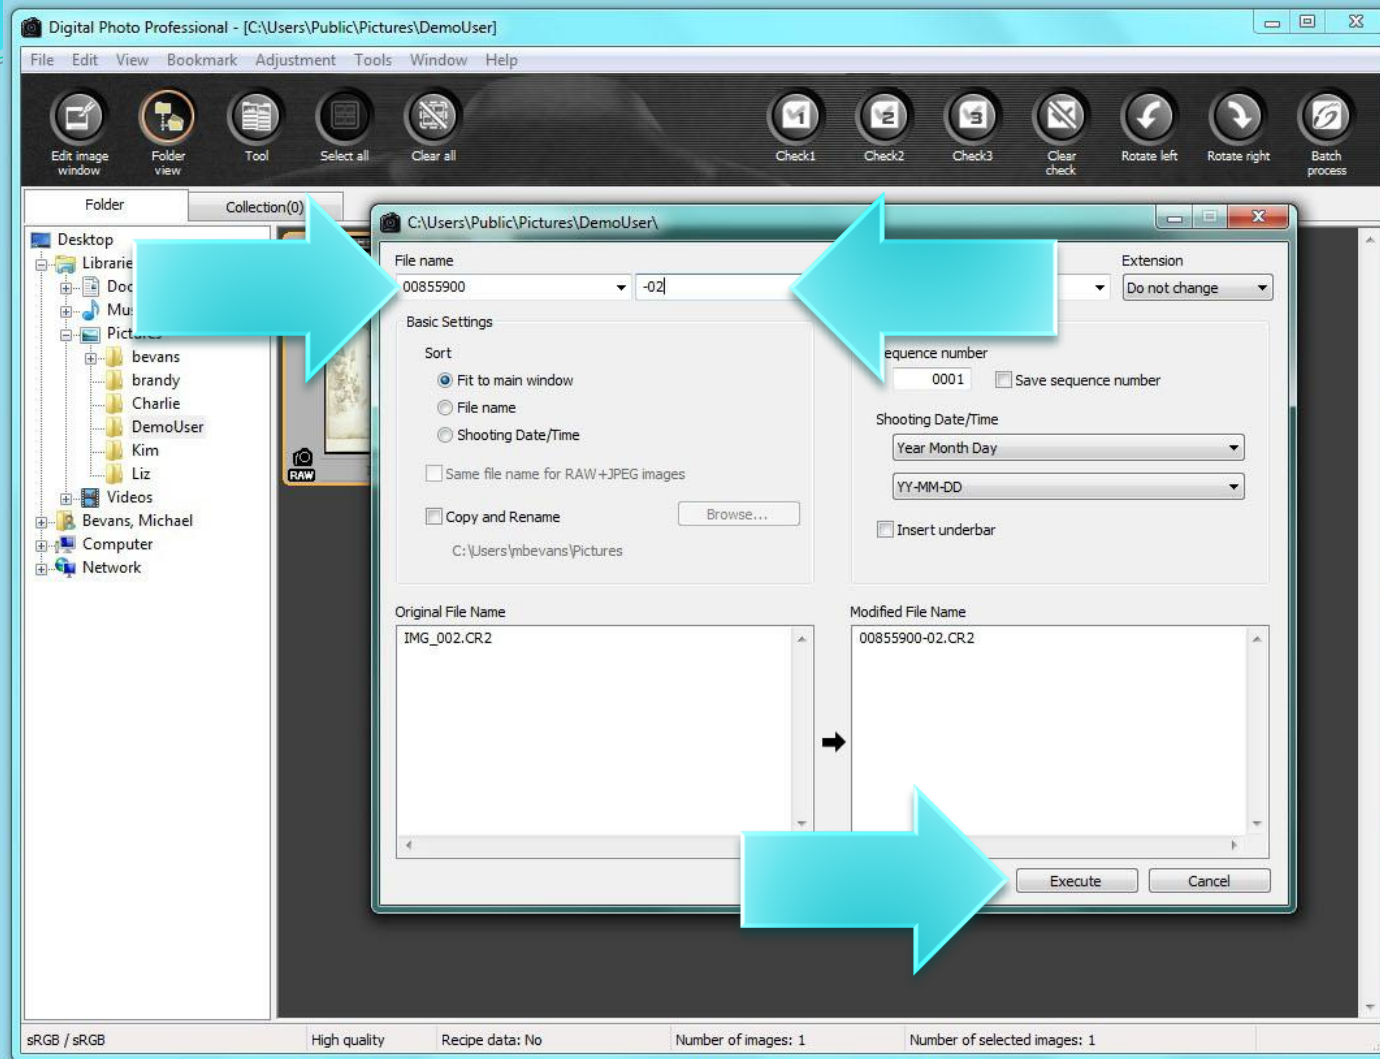 Digital Photo Professional - [C:\Users\Public\Pictures\DemoUser]
File Edit View Bookmark Adjustment Tools Window Help
Edit image window
Folder view
Tool
Select all
Clear all
Check1
Check2
Check3
Clear check
Rotate left
Rotate right
Batch process
Folder
Collection(0)
Desktop
bevans
brandy
Charlie
DemoUser
Kim
Liz
Videos
Bevans, Michael
Computer
Network
RAW
C:\Users\Public\Pictures\DemoUser\
File name
Extension
00855900
-02
Do not change
Basic Settings
Sort
Fit to main window
File name
Shooting Date/Time
Same file name for RAW+JPEG images
Copy and Rename
Browse...
C:\Users\mbevans\Pictures
number
0001
Save sequence number
Shooting Date/Time
Year Month Day
YY-MM-DD
Insert underbar
Original File Name
Modified File Name
IMG_002.CR2
00855900-02.CR2
Execute
Cancel
sRGB / sRGB
High quality
Recipe data: No
Number of images: 1
Number of selected images: 1